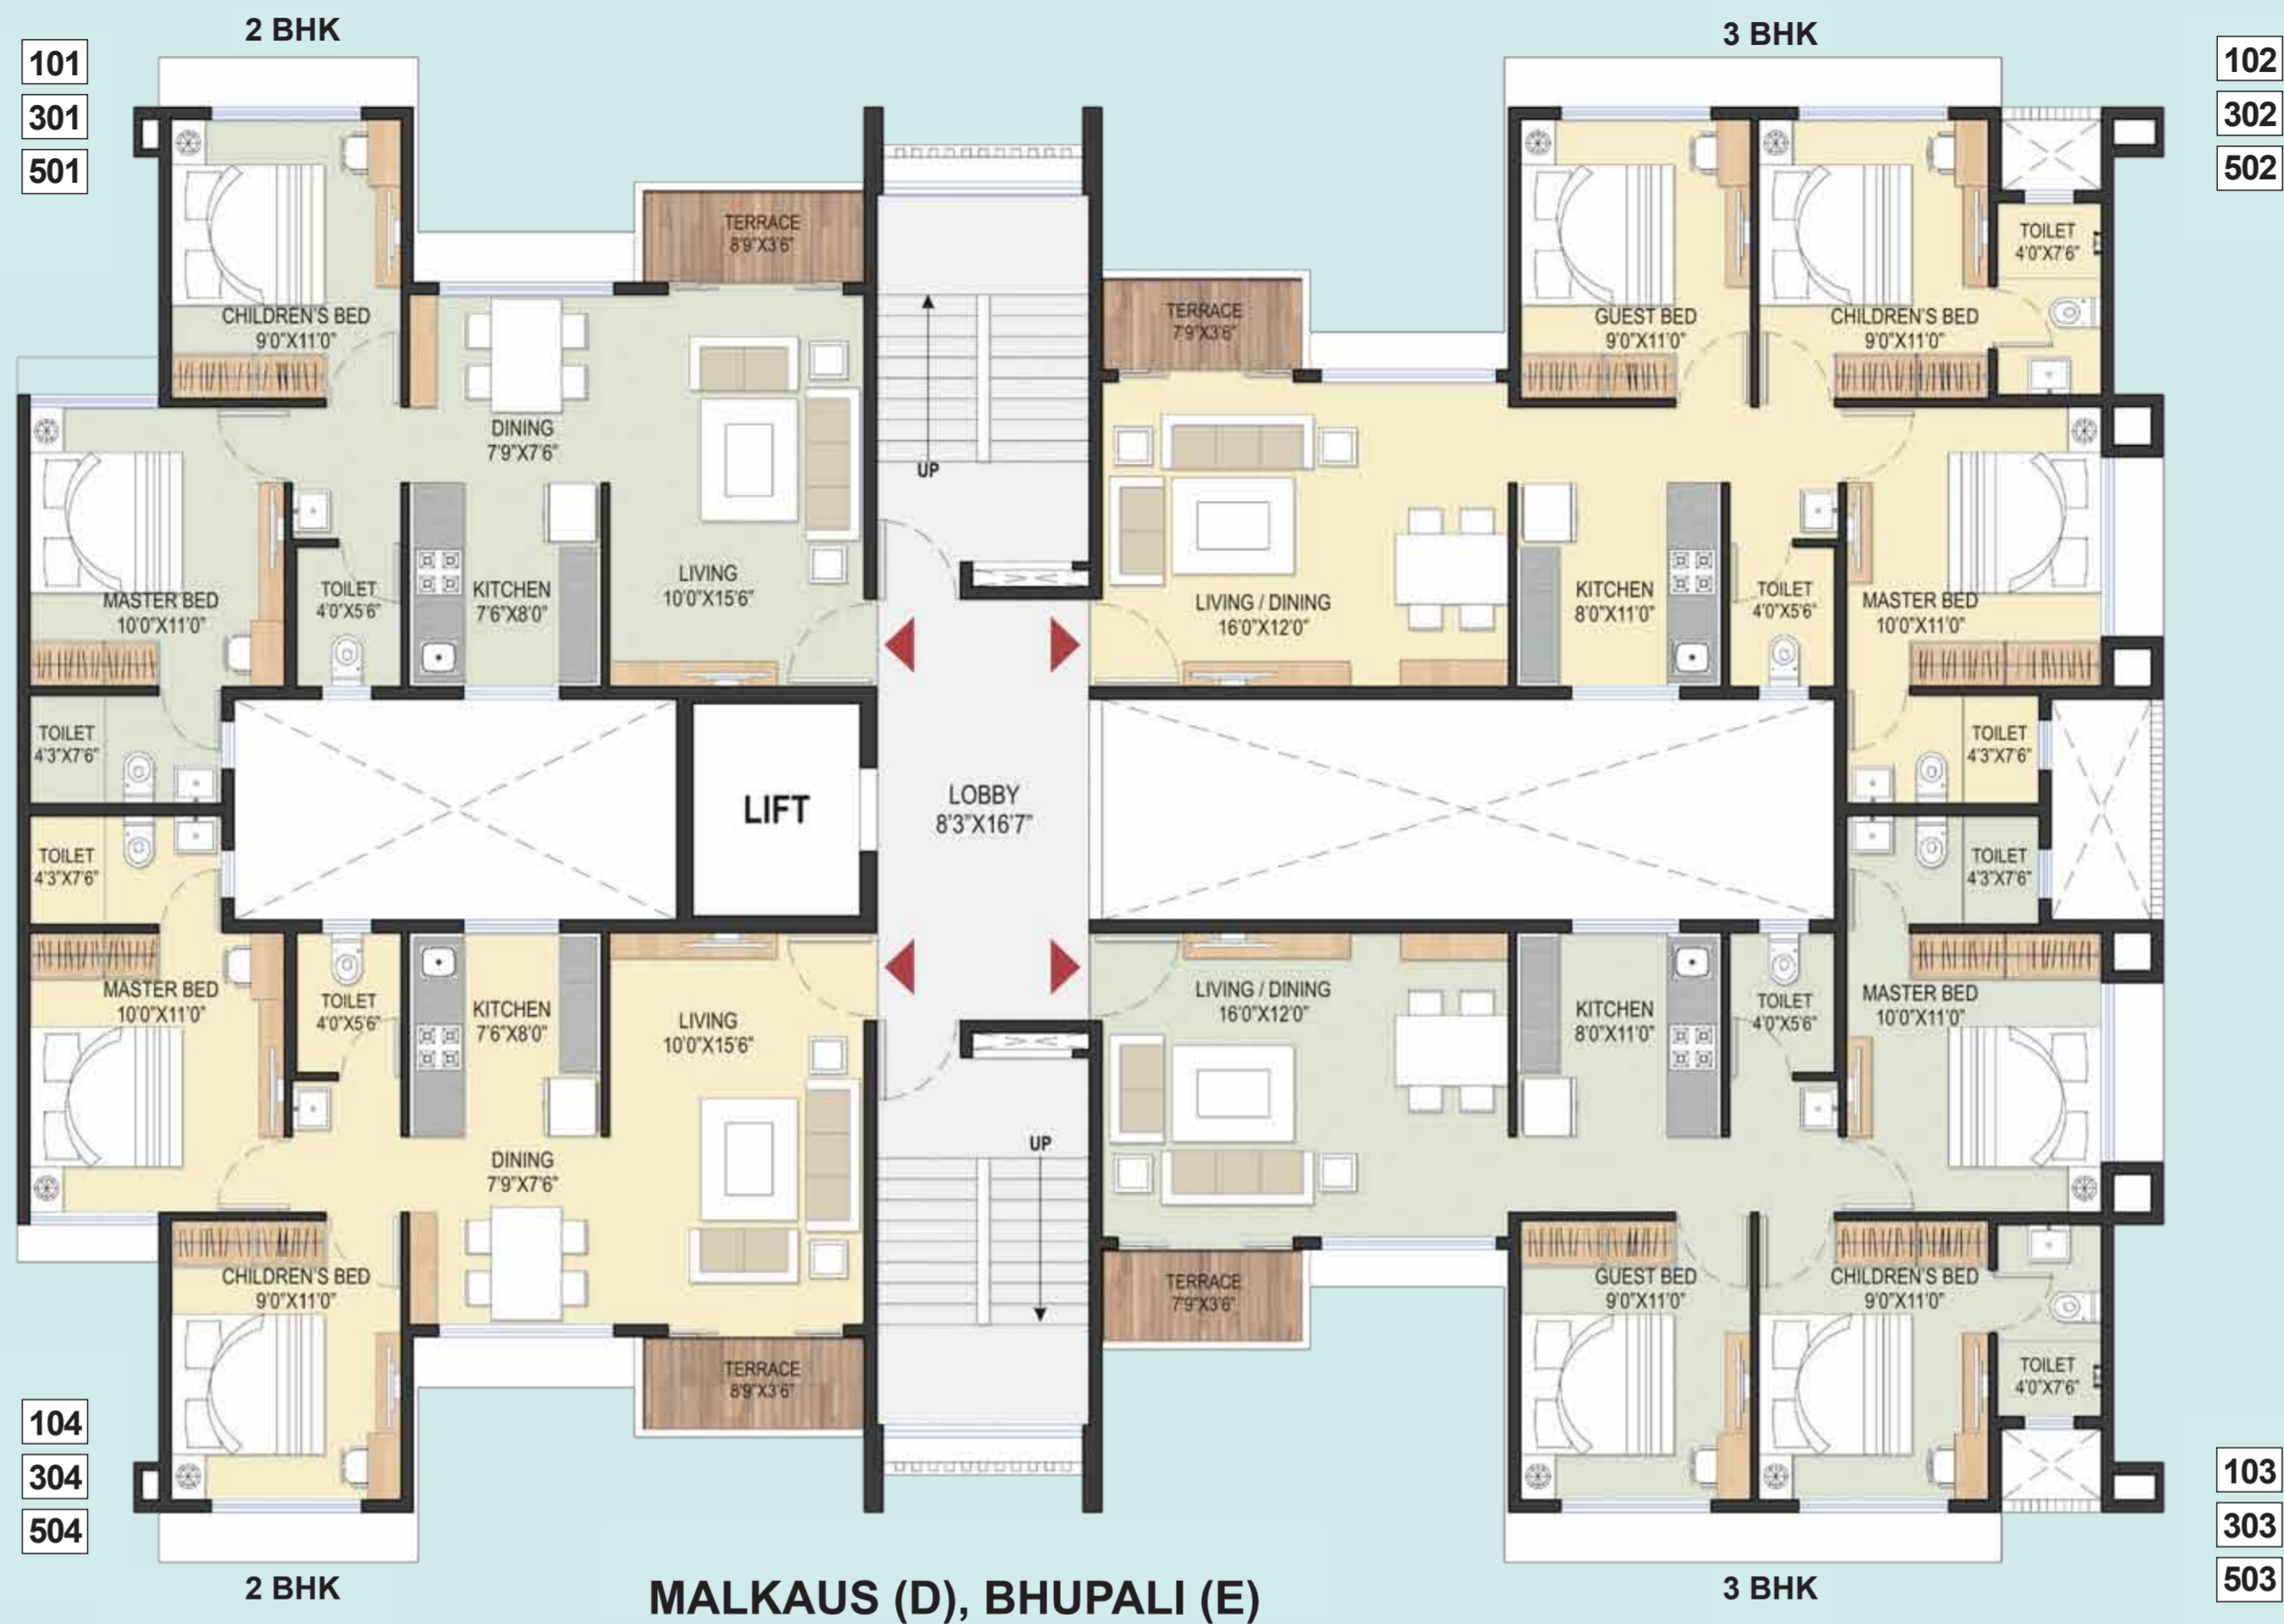 2 BHK
3 BHK
101
301
501
102
302
502
TERRACE
8'9"X3'6"
CHILDREN'S BED
9'0"X11'0"
DINING
7'9"X7'6"
UP
MASTER BED
10'0"X11'0"
TOILET
4'0"X5'6"
KITCHEN
7'6"X8'0"
LIVING
10'0"X15'6"
TOILET
4'3"X7'6"
TERRACE
7'9"X3'6"
GUEST BED
9'0"X11'0"
CHILDREN'S BED
9'0"X11'0"
TOILET
4'0"X7'6"
LIVING / DINING
16'0"X12'0"
KITCHEN
8'0"X11'0"
TOILET
4'0"X5'6"
MASTER BED
10'0"X11'0"
TOILET
4'3"X7'6"
LIFT
LOBBY
8'3"X16'7"
TOILET
4'3"X7'6"
MASTER BED
10'0"X11'0"
TOILET
4'0"X5'6"
KITCHEN
7'6"X8'0"
LIVING
10'0"X15'6"
DINING
7'9"X7'6"
CHILDREN'S BED
9'0"X11'0"
TERRACE
8'9"X3'6"
UP
TOILET
4'3"X7'6"
LIVING / DINING
16'0"X12'0"
KITCHEN
8'0"X11'0"
TOILET
4'0"X5'6"
MASTER BED
10'0"X11'0"
TERRACE
7'9"X3'6"
GUEST BED
9'0"X11'0"
CHILDREN'S BED
9'0"X11'0"
TOILET
4'0"X7'6"
104
304
504
103
303
503
2 BHK
MALKAUS (D), BHUPALI (E)
3 BHK